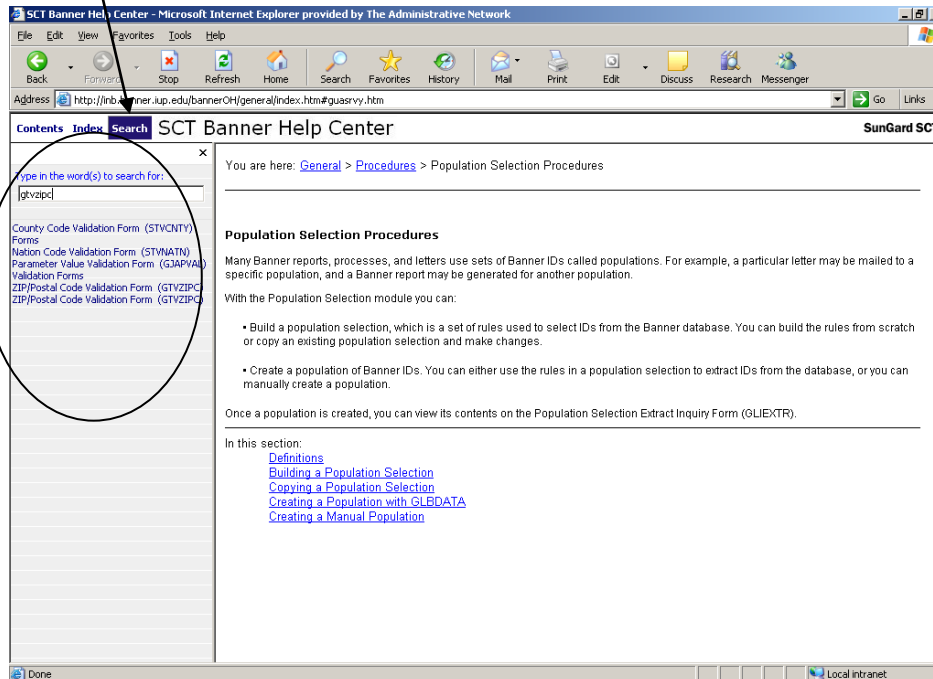 SCT Banner Help Center - Microsoft Internet Explorer provided by The Administrative Network
File Edit View Favorites Tools Help
Back Forward Stop Refresh Home Search Favorites History Mail Print Edit Discuss Research Messenger
Address http://inb.banner.iup.edu/bannerOH/general/index.htm#guasrvy.htm Go Links
Contents Index Search SCT Banner Help Center SunGard SCT
Type in the word(s) to search for:
gtvzipc
County Code Validation Form (STVCNTY)
Forms
Nation Code Validation Form (STVNATN)
Parameter Value Validation Form (GJAPVAL)
Validation Forms
ZIP/Postal Code Validation Form (GTVZIPC)
ZIP/Postal Code Validation Form (GTVZIPC)
You are here: General > Procedures > Population Selection Procedures
Population Selection Procedures
Many Banner reports, processes, and letters use sets of Banner IDs called populations. For example, a particular letter may be mailed to a
specific population, and a Banner report may be generated for another population.
With the Population Selection module you can:
• Build a population selection, which is a set of rules used to select IDs from the Banner database. You can build the rules from scratch
or copy an existing population selection and make changes.
• Create a population of Banner IDs. You can either use the rules in a population selection to extract IDs from the database, or you can
manually create a population.
Once a population is created, you can view its contents on the Population Selection Extract Inquiry Form (GLIEXTR).
In this section:
Definitions
Building a Population Selection
Copying a Population Selection
Creating a Population with GLBDATA
Creating a Manual Population
Done Local intranet